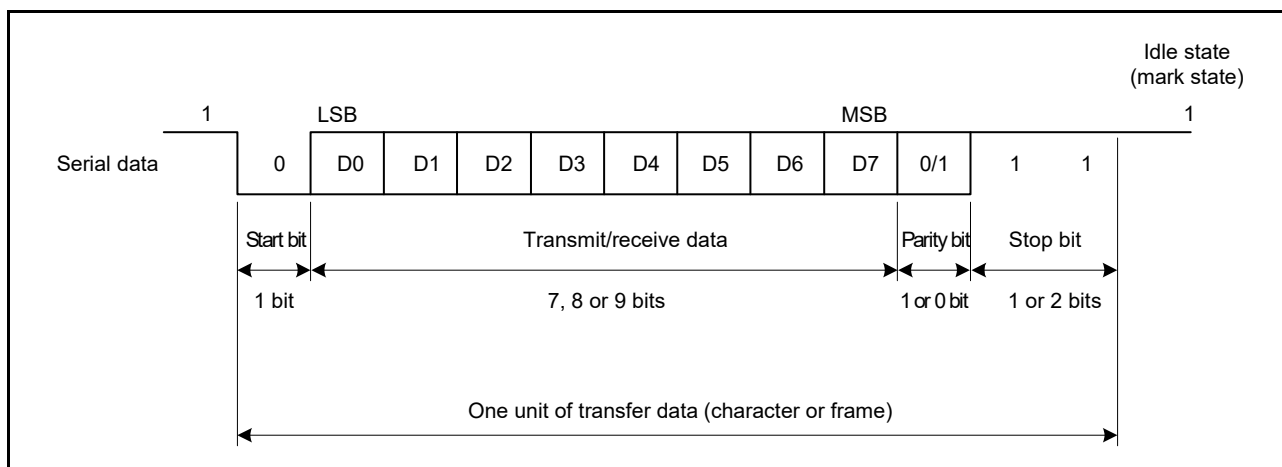 Idle state
(mark state)
1 LSB MSB 1
Serial data 0 D0 D1 D2 D3 D4 D5 D6 D7 0/1 1 1
Start bit Transmit/receive data Parity bit Stop bit
1 bit 7, 8 or 9 bits 1 or 0 bit 1 or 2 bits
One unit of transfer data (character or frame)